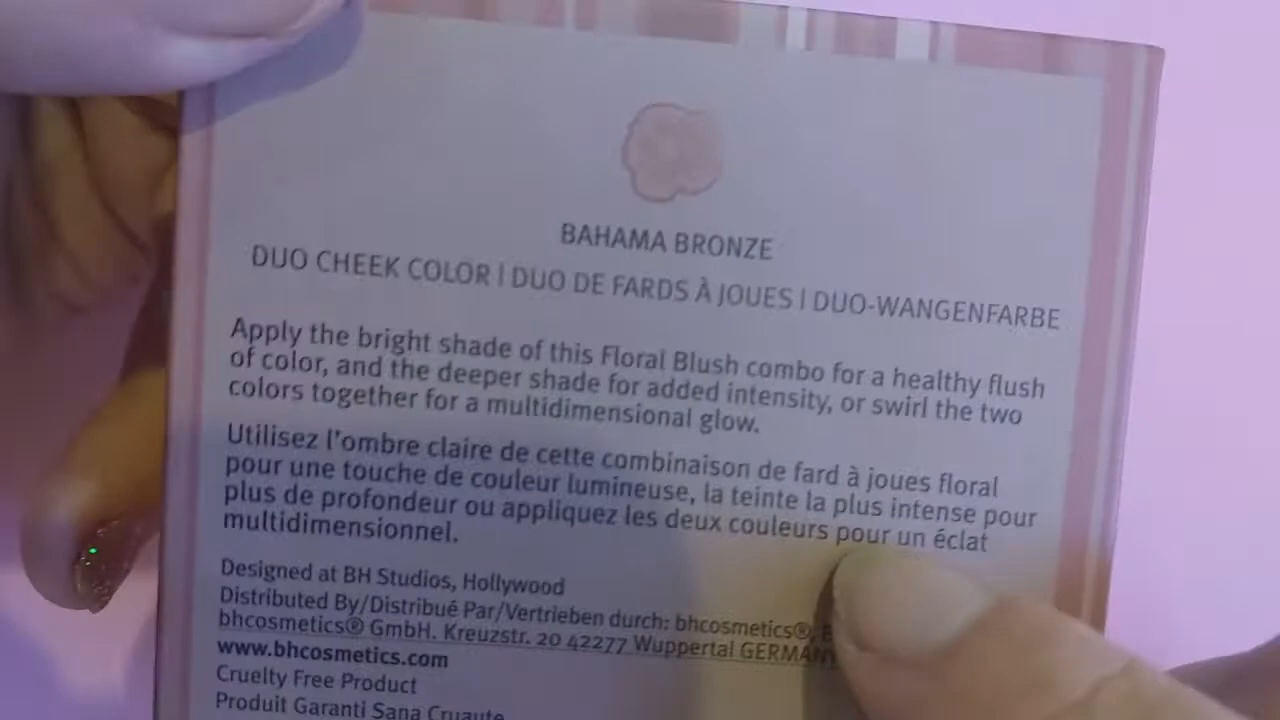 BAHAMA BRONZE
DUO CHEEK COLOR | DUO DE FARDS À JOUES | DUO-WANGENFARBE
Apply the bright shade of this Floral Blush combo for a healthy flush
of color, and the deeper shade for added intensity, or swirl the two
colors together for a multidimensional glow.
Utilisez l'ombre claire de cette combinaison de fard à joues floral
pour une touche de couleur lumineuse, la teinte la plus intense pour
plus de profondeur ou appliquez les deux couleurs pour un éclat
multidimensionnel.
Designed at BH Studios, Hollywood
Distributed By/Distribué Par/Vertrieben durch: bhcosmetics®,
bhcosmetics® GmbH. Kreuzstr. 20 42277 Wuppertal GERMANY
www.bhcosmetics.com
Cruelty Free Product
Produit Garanti Sana Cruaute